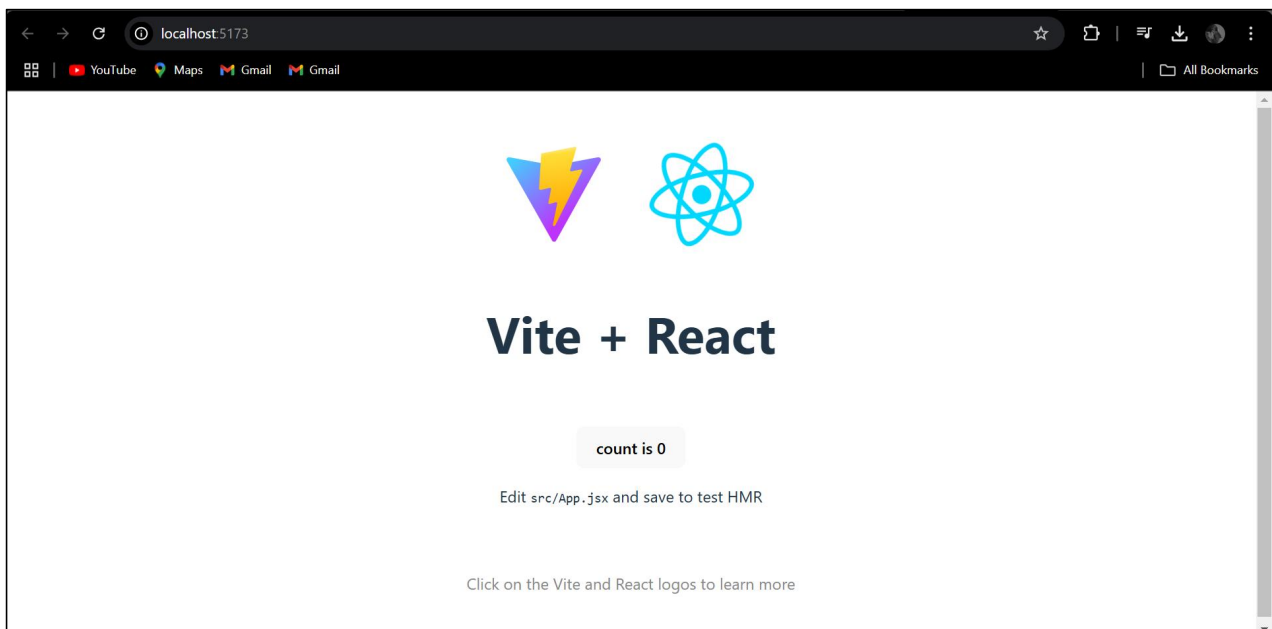 localhost:5173
YouTube Maps Gmail Gmail All Bookmarks
Vite + React
count is 0
Edit src/App.jsx and save to test HMR
Click on the Vite and React logos to learn more